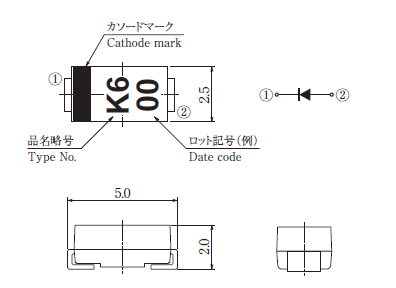 カソードマーク
Cathode mark
①
K6
00
②
2.5
① ②
品名略号
Type No.
ロット記号(例)
Date code
5.0
2.0